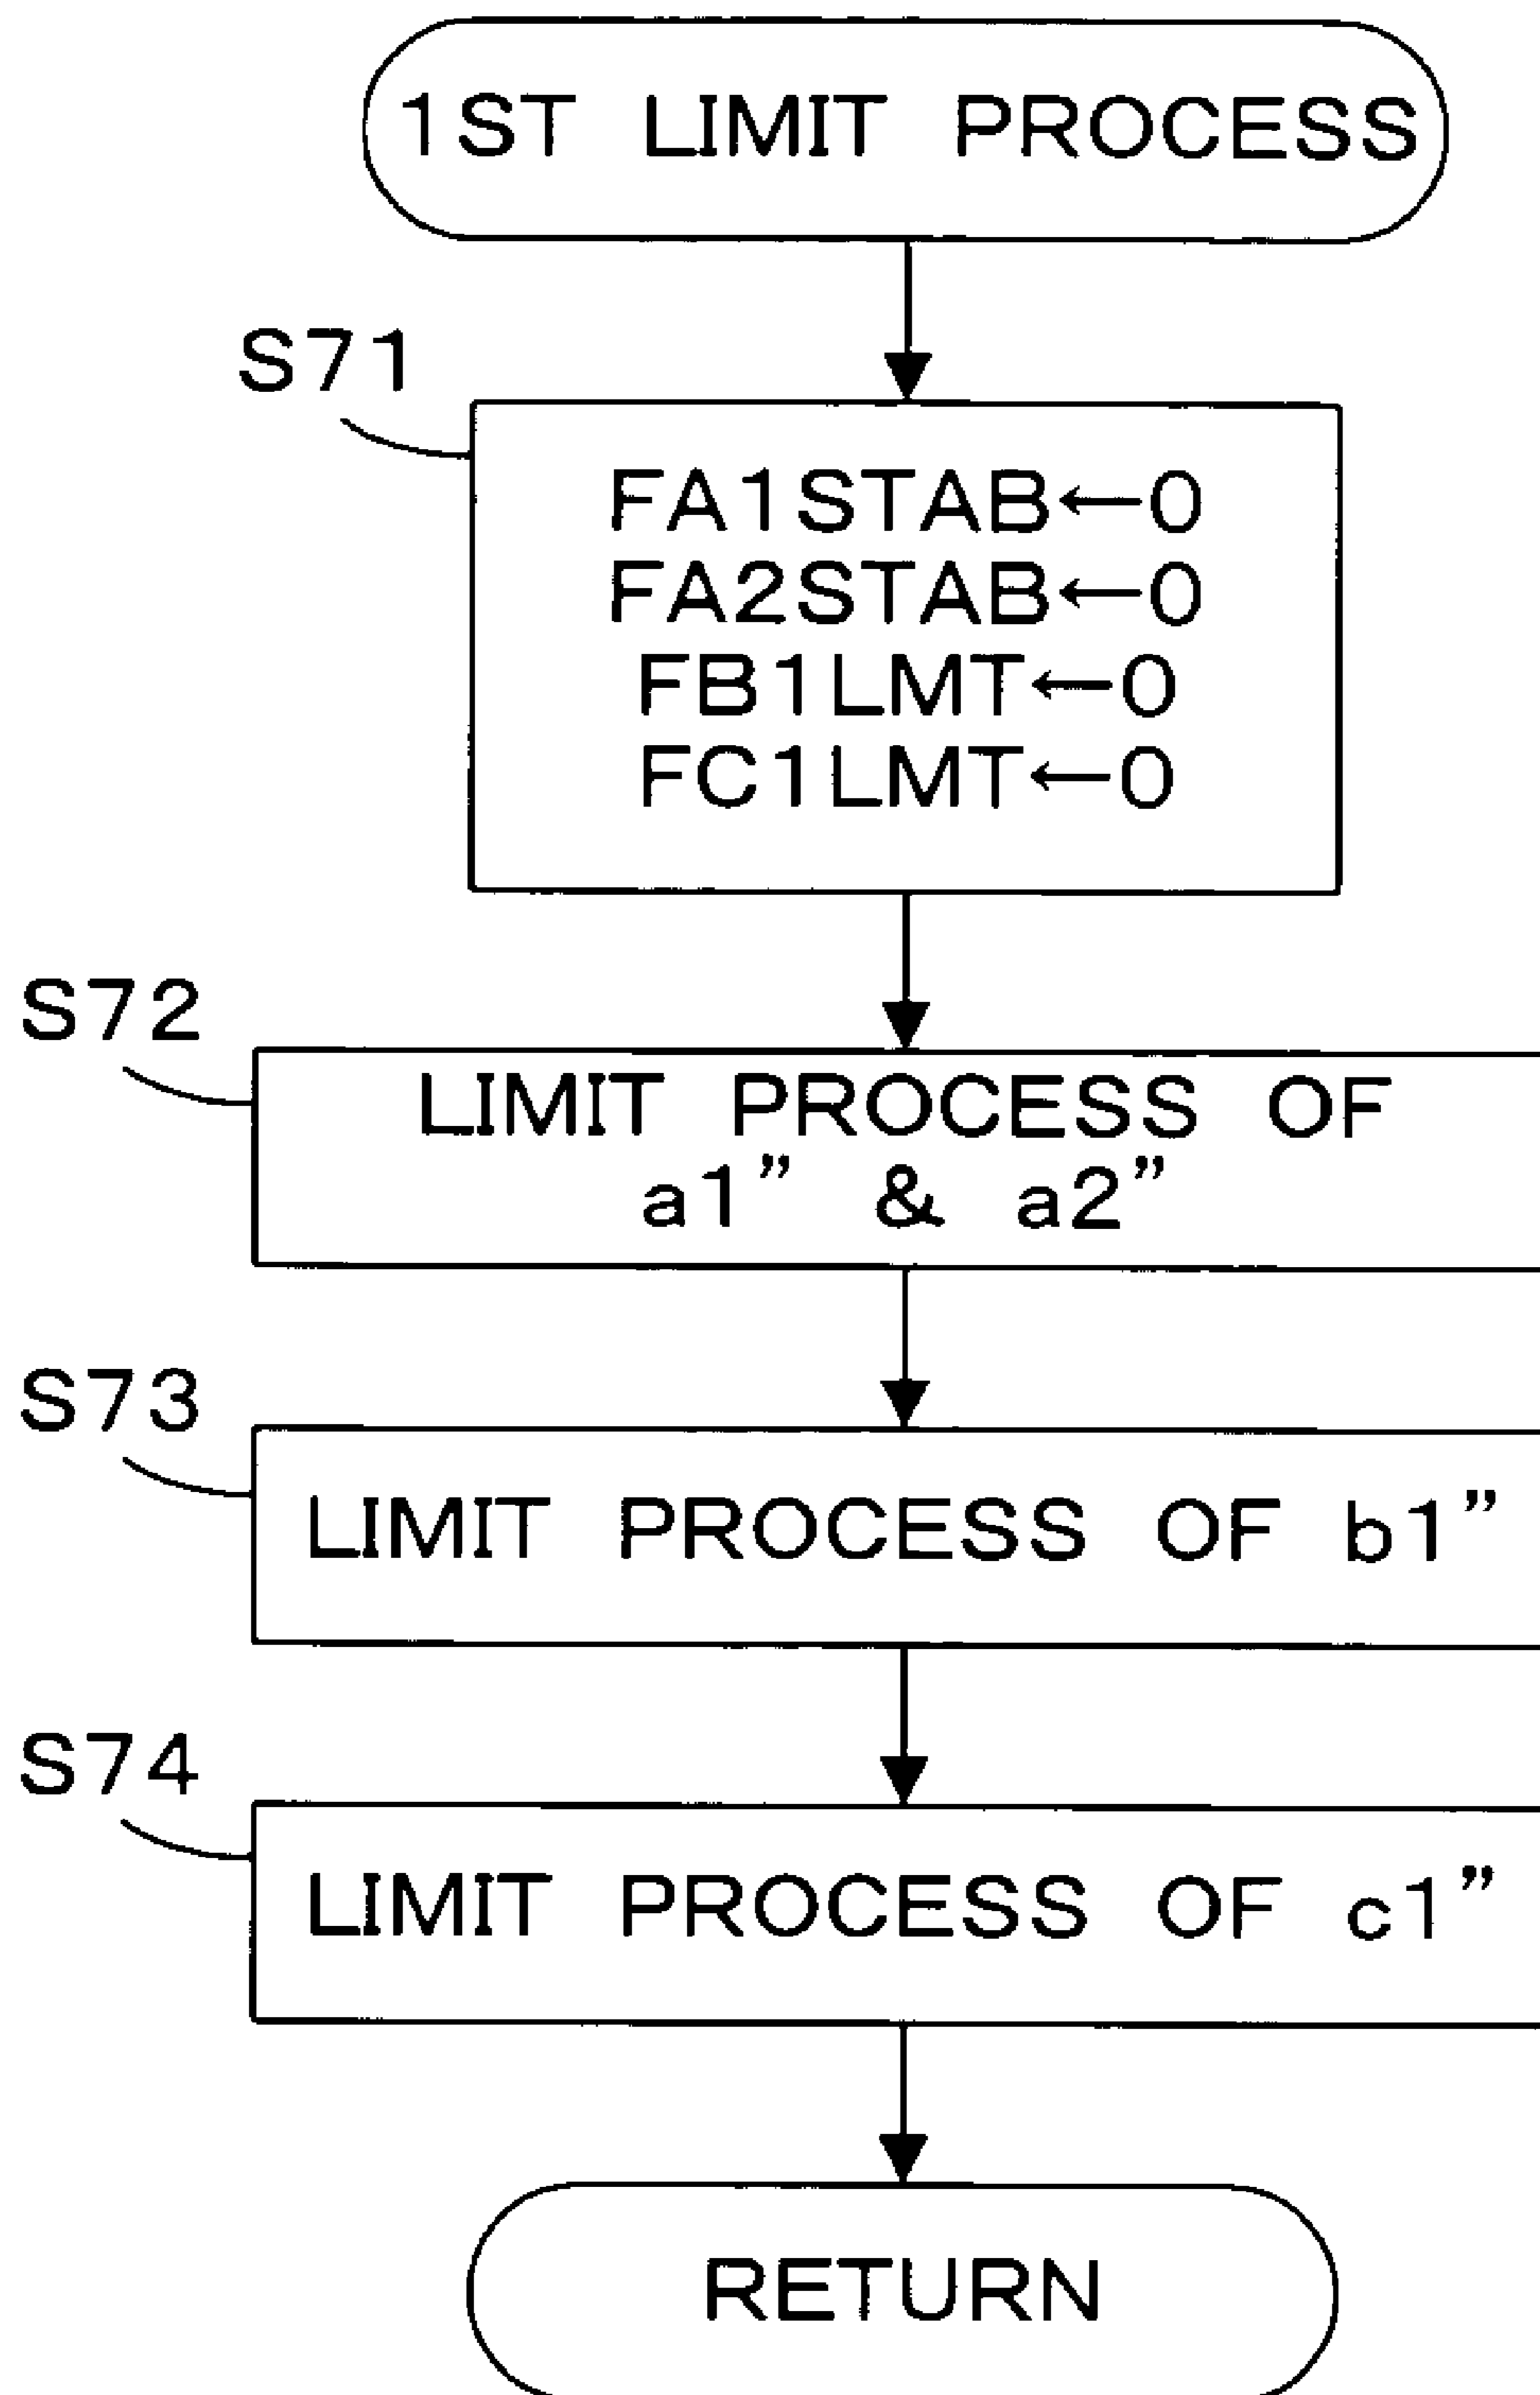 1ST LIMIT PROCESS
S71
FA1STAB←0
FA2STAB←0
FB1LMT←0
FC1LMT←0
S72
LIMIT PROCESS OF
a1” & a2”
S73
LIMIT PROCESS OF b1”
S74
LIMIT PROCESS OF c1”
RETURN